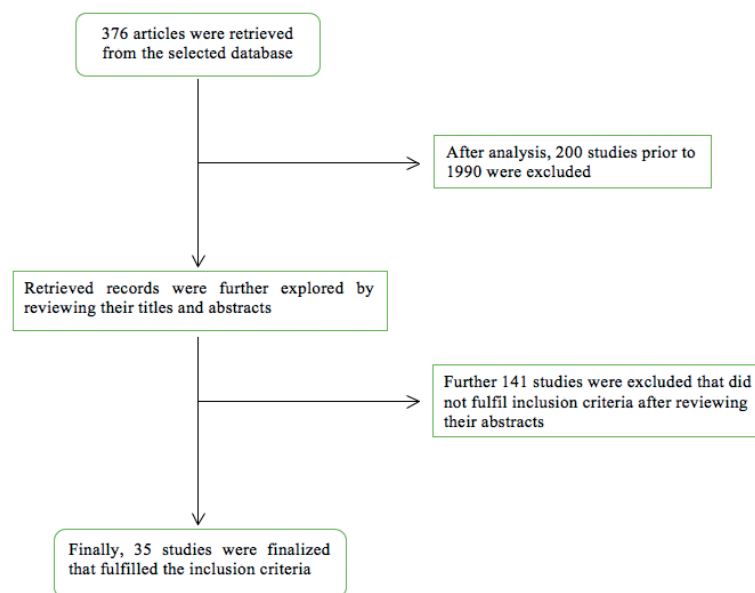 376 articles were retrieved
from the selected database
After analysis, 200 studies prior to
1990 were excluded
Retrieved records were further explored by
reviewing their titles and abstracts
Further 141 studies were excluded that did
not fulfil inclusion criteria after reviewing
their abstracts
Finally, 35 studies were finalized
that fulfilled the inclusion criteria